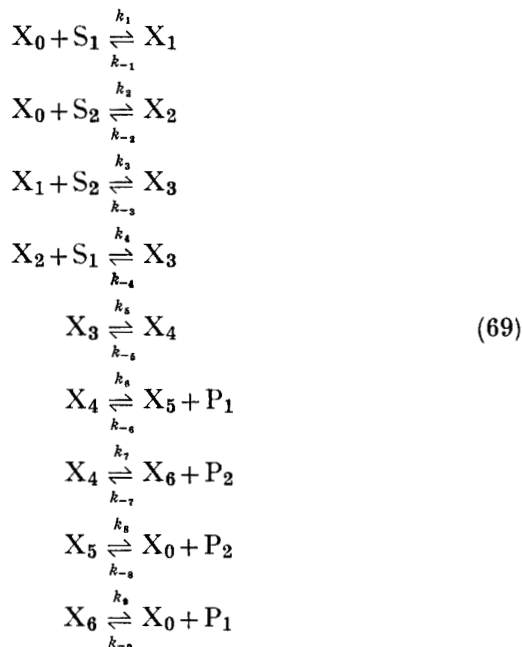 X₀ + S₁ ⇌ X₁ (k₁, k₋₁)
X₀ + S₂ ⇌ X₂ (k₂, k₋₂)
X₁ + S₂ ⇌ X₃ (k₃, k₋₃)
X₂ + S₁ ⇌ X₃ (k₄, k₋₄)
X₃ ⇌ X₄ (k₅, k₋₅) (69)
X₄ ⇌ X₅ + P₁ (k₆, k₋₆)
X₄ ⇌ X₆ + P₂ (k₇, k₋₇)
X₅ ⇌ X₀ + P₂ (k₈, k₋₈)
X₆ ⇌ X₀ + P₁ (k₉, k₋₉)